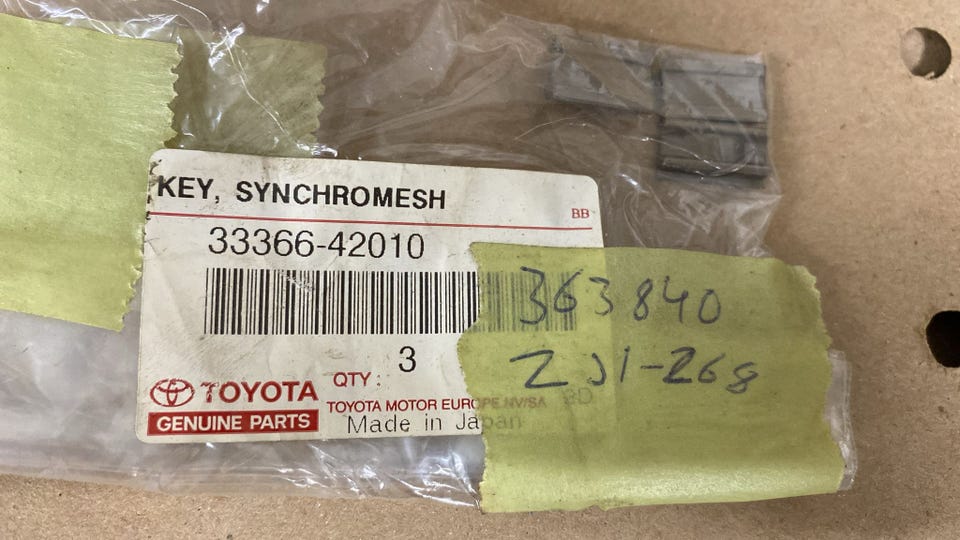 KEY, SYNCHROMESH
BB
33366-42010
QTY: 3
TOYOTA
GENUINE PARTS
TOYOTA MOTOR EUROPE.NV/SA
3D
Made in Japan
363840
ZJ1-268